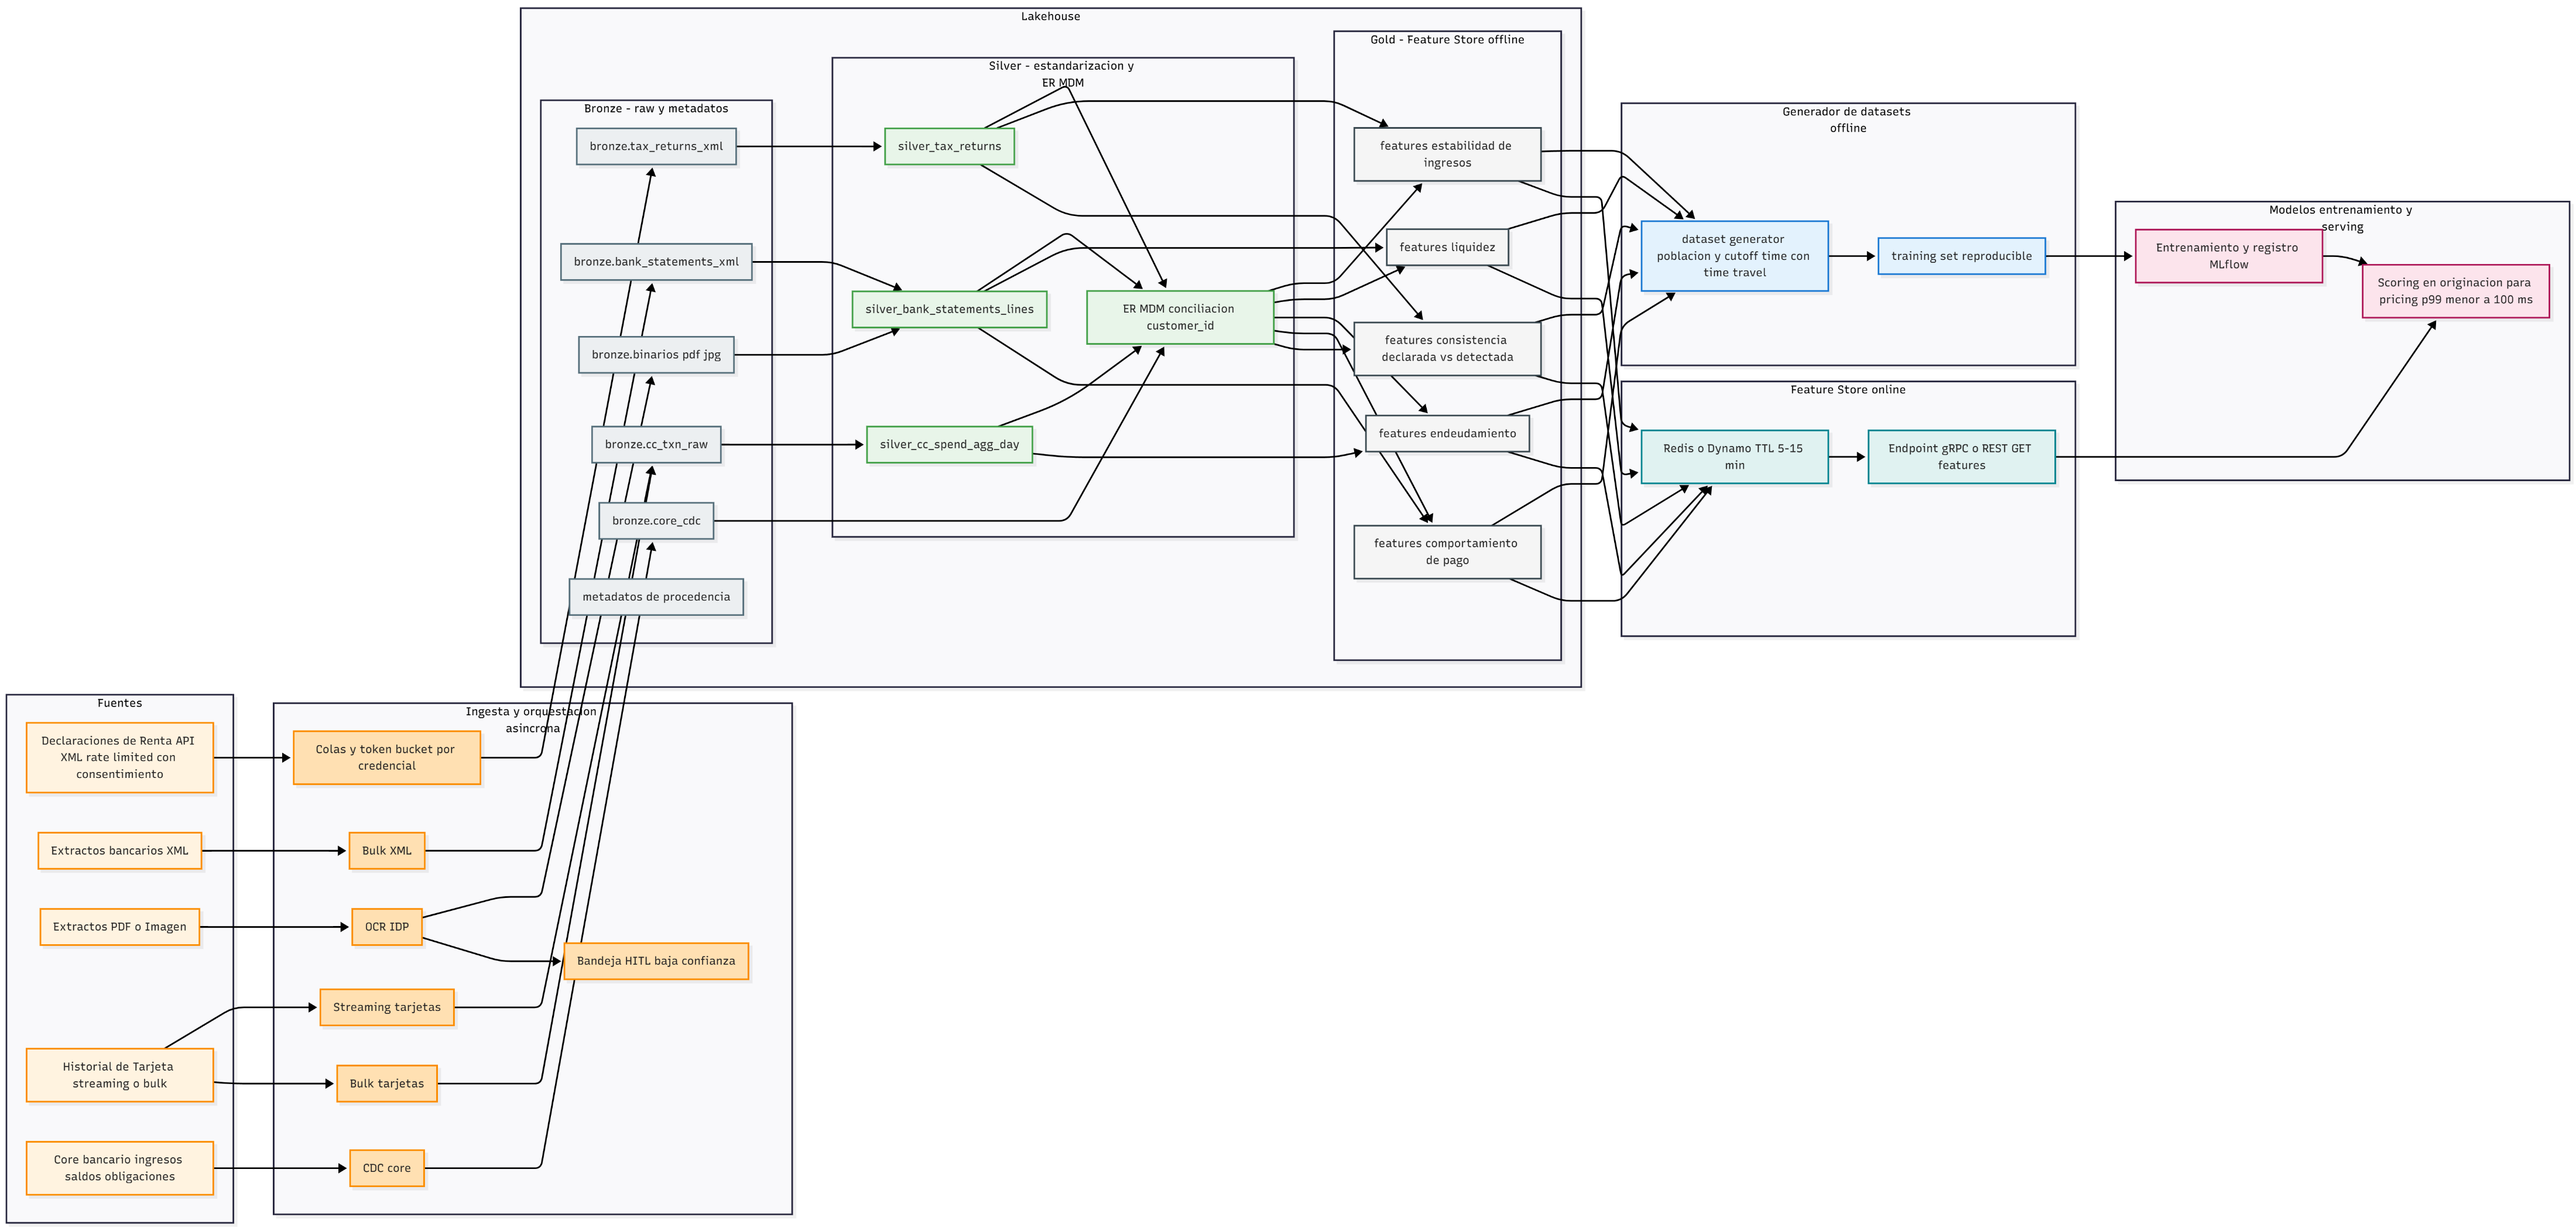 Lakehouse
Bronze - raw y metadatos
bronze.tax_returns_xml
bronze.bank_statements_xml
bronze.binarios pdf jpg
bronze.cc_txn_raw
bronze.core_cdc
metadatos de procedencia
Silver - estandarizacion y
ER MDM
silver_tax_returns
silver_bank_statements_lines
ER MDM conciliacion
customer_id
silver_cc_spend_agg_day
Gold - Feature Store offline
features estabilidad de
ingresos
features liquidez
features consistencia
declarada vs detectada
features endeudamiento
features comportamiento
de pago
Generador de datasets
offline
dataset generator
poblacion y cutoff time con
time travel
training set reproducible
Feature Store online
Redis o Dynamo TTL 5-15
min
Endpoint gRPC o REST GET
features
Modelos entrenamiento y
serving
Entrenamiento y registro
MLflow
Scoring en originacion para
pricing p99 menor a 100 ms
Fuentes
Declaraciones de Renta API
XML rate limited con
consentimiento
Extractos bancarios XML
Extractos PDF o Imagen
Historial de Tarjeta
streaming o bulk
Core bancario ingresos
saldos obligaciones
Ingesta y orquestacion
asincrona
Colas y token bucket por
credencial
Bulk XML
OCR IDP
Bandeja HITL baja confianza
Streaming tarjetas
Bulk tarjetas
CDC core